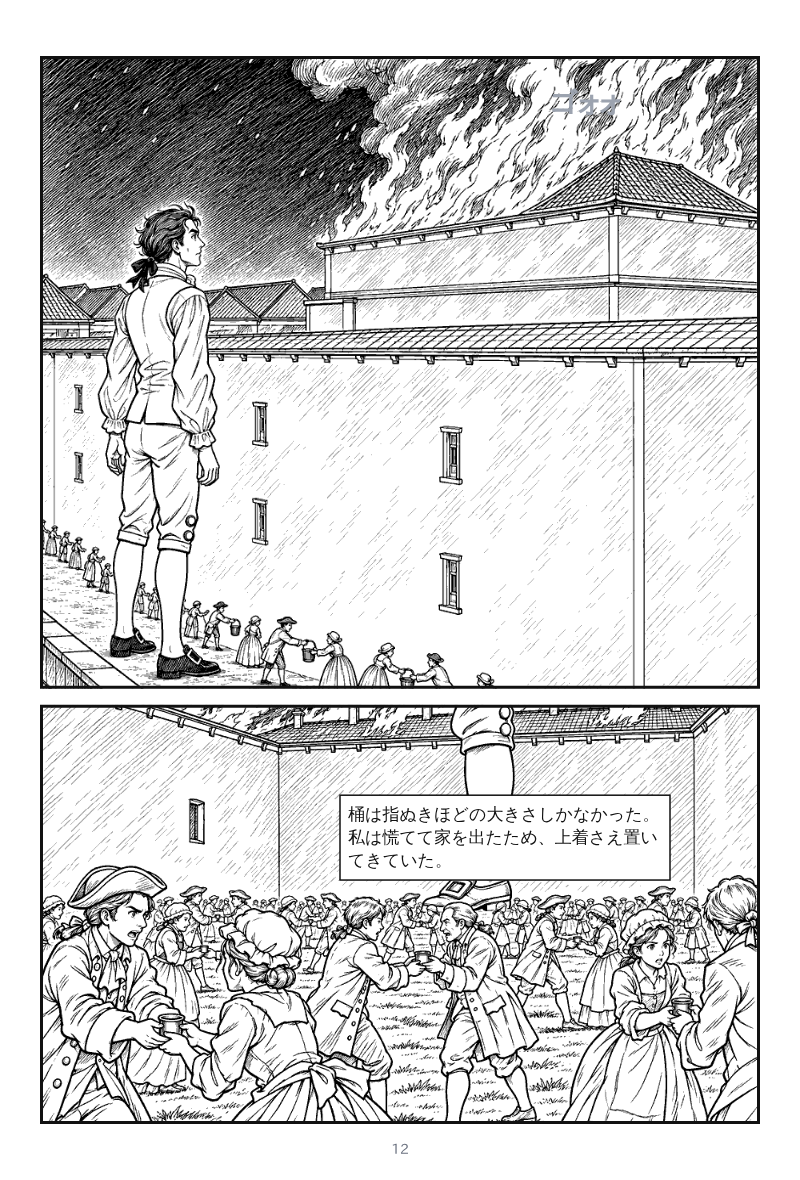 ゴォオ
桶は指ぬきほどの大きさしかなかった。
私は慌てて家を出たため、上着さえ置い
てきていた。
12